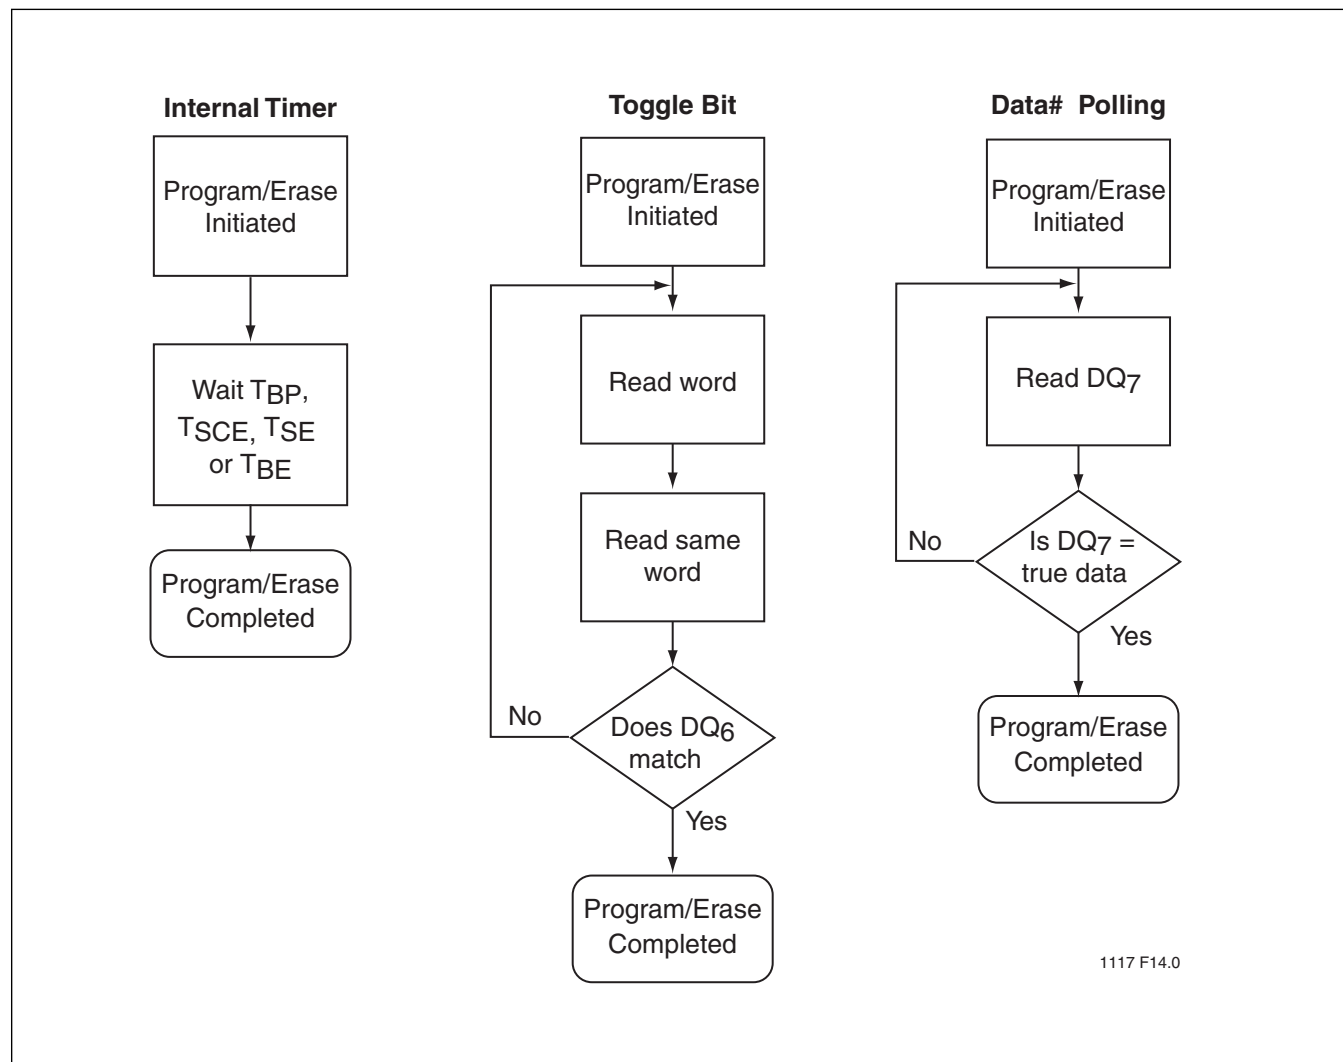 Internal Timer
Program/Erase
Initiated
Wait TBP,
TSCE, TSE
or TBE
Program/Erase
Completed
Toggle Bit
Program/Erase
Initiated
Read word
Read same
word
Does DQ6
match
No
Yes
Program/Erase
Completed
Data# Polling
Program/Erase
Initiated
Read DQ7
Is DQ7 =
true data
No
Yes
Program/Erase
Completed
1117 F14.0